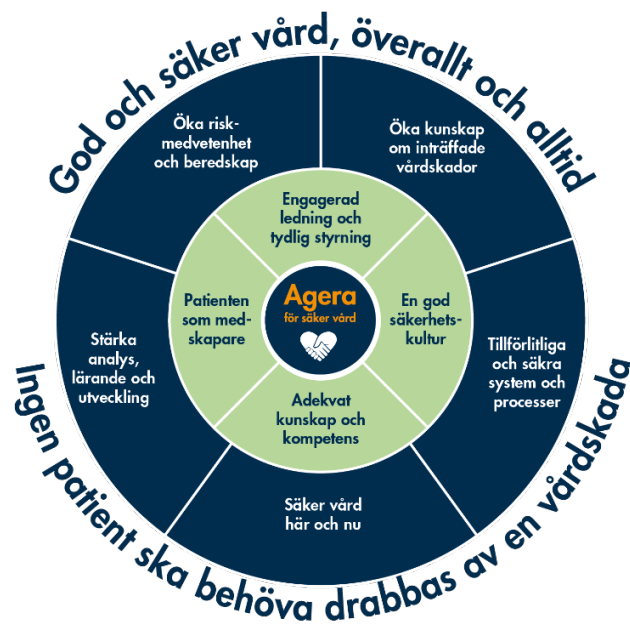 God och säker vård, överallt och alltid
Öka risk-
medvetenhet
och beredskap
Öka kunskap
om inträffade
vårdskador
Engagerad
ledning och
tydlig styrning
Patienten
som med-
skapare
Agera
för säker vård
En god
säkerhets-
kultur
Stärka
analys,
lärande och
utveckling
Tillförlitliga
och säkra
system och
processer
Adekvat
kunskap och
kompetens
Säker vård
här och nu
Ingen patient ska behöva drabbas av en vårdskada